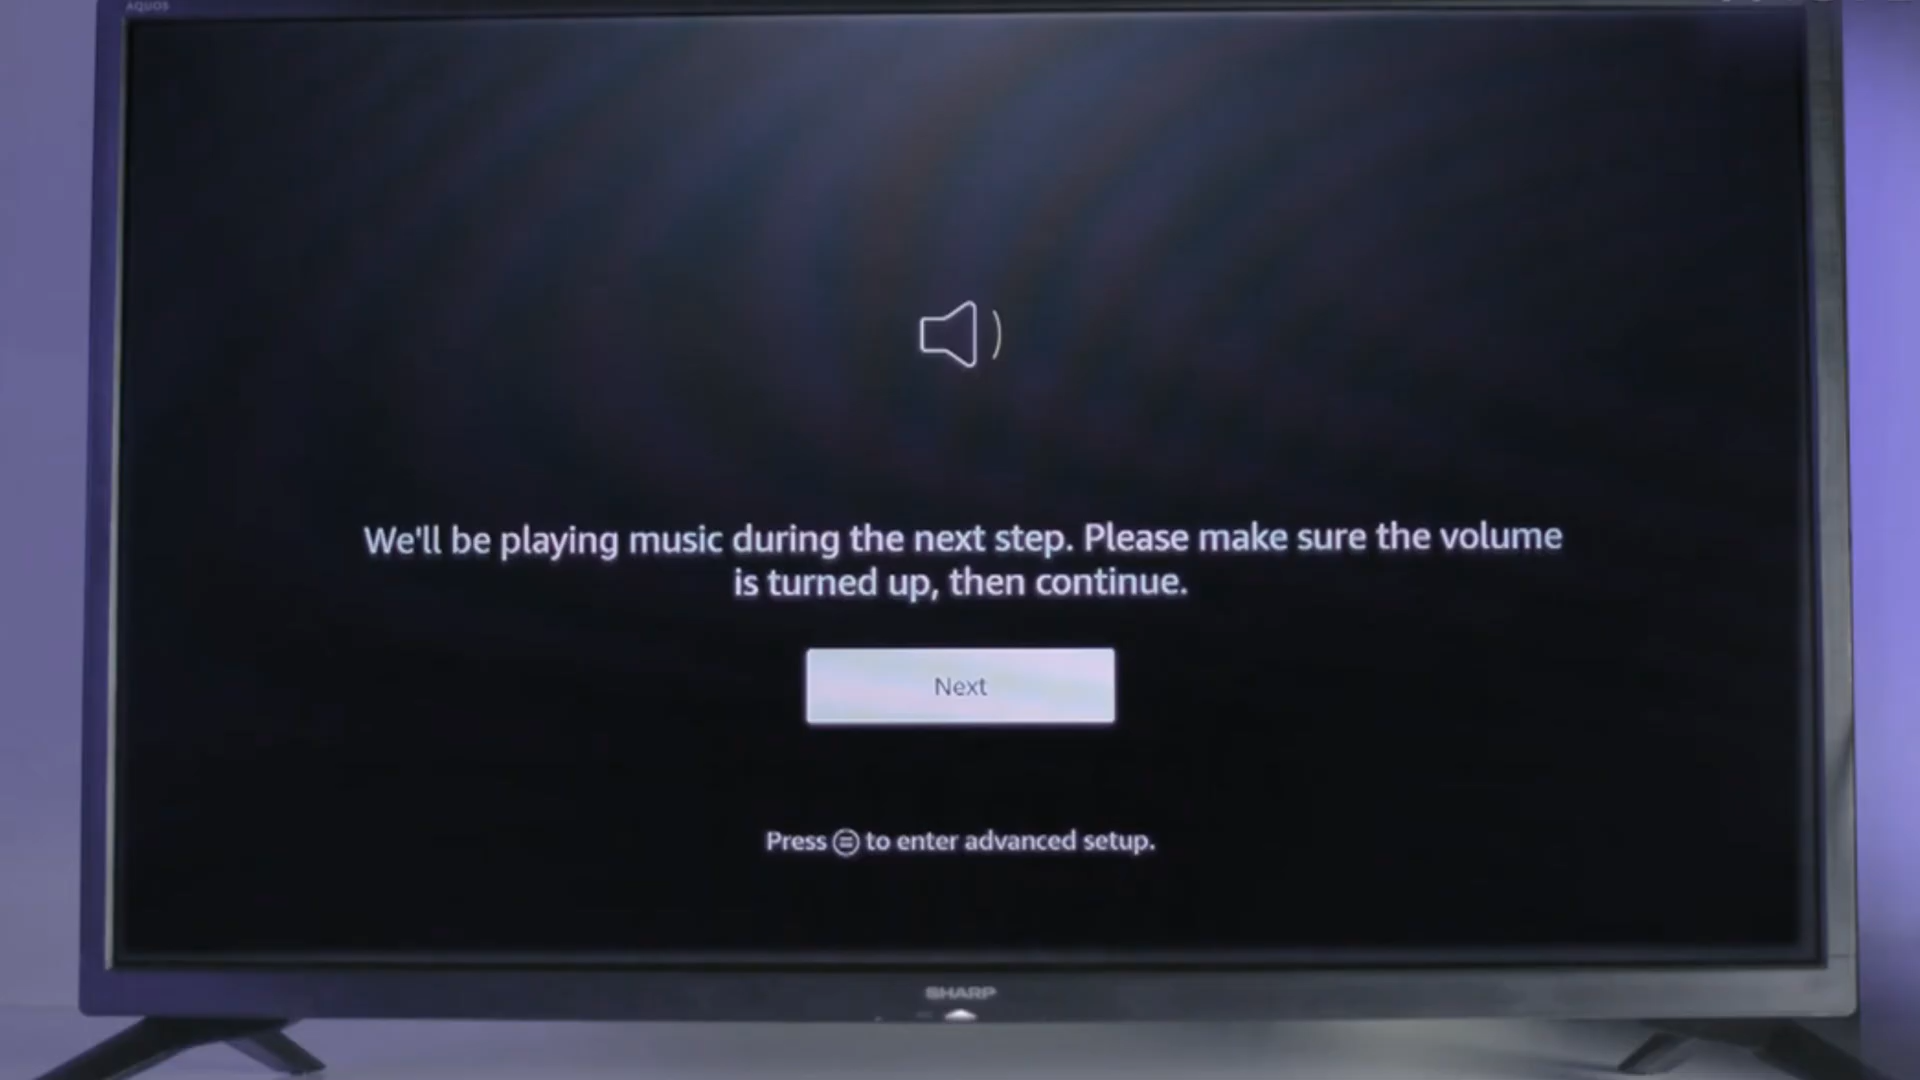 AQUOS
We'll be playing music during the next step. Please make sure the volume
is turned up, then continue.
Next
Press to enter advanced setup.
SHARP